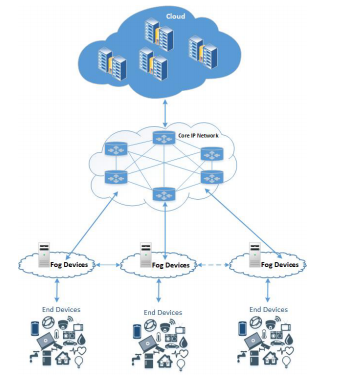 Cloud
Core IP Network
Fog Devices
Fog Devices
Fog Devices
End Devices
End Devices
End Devices